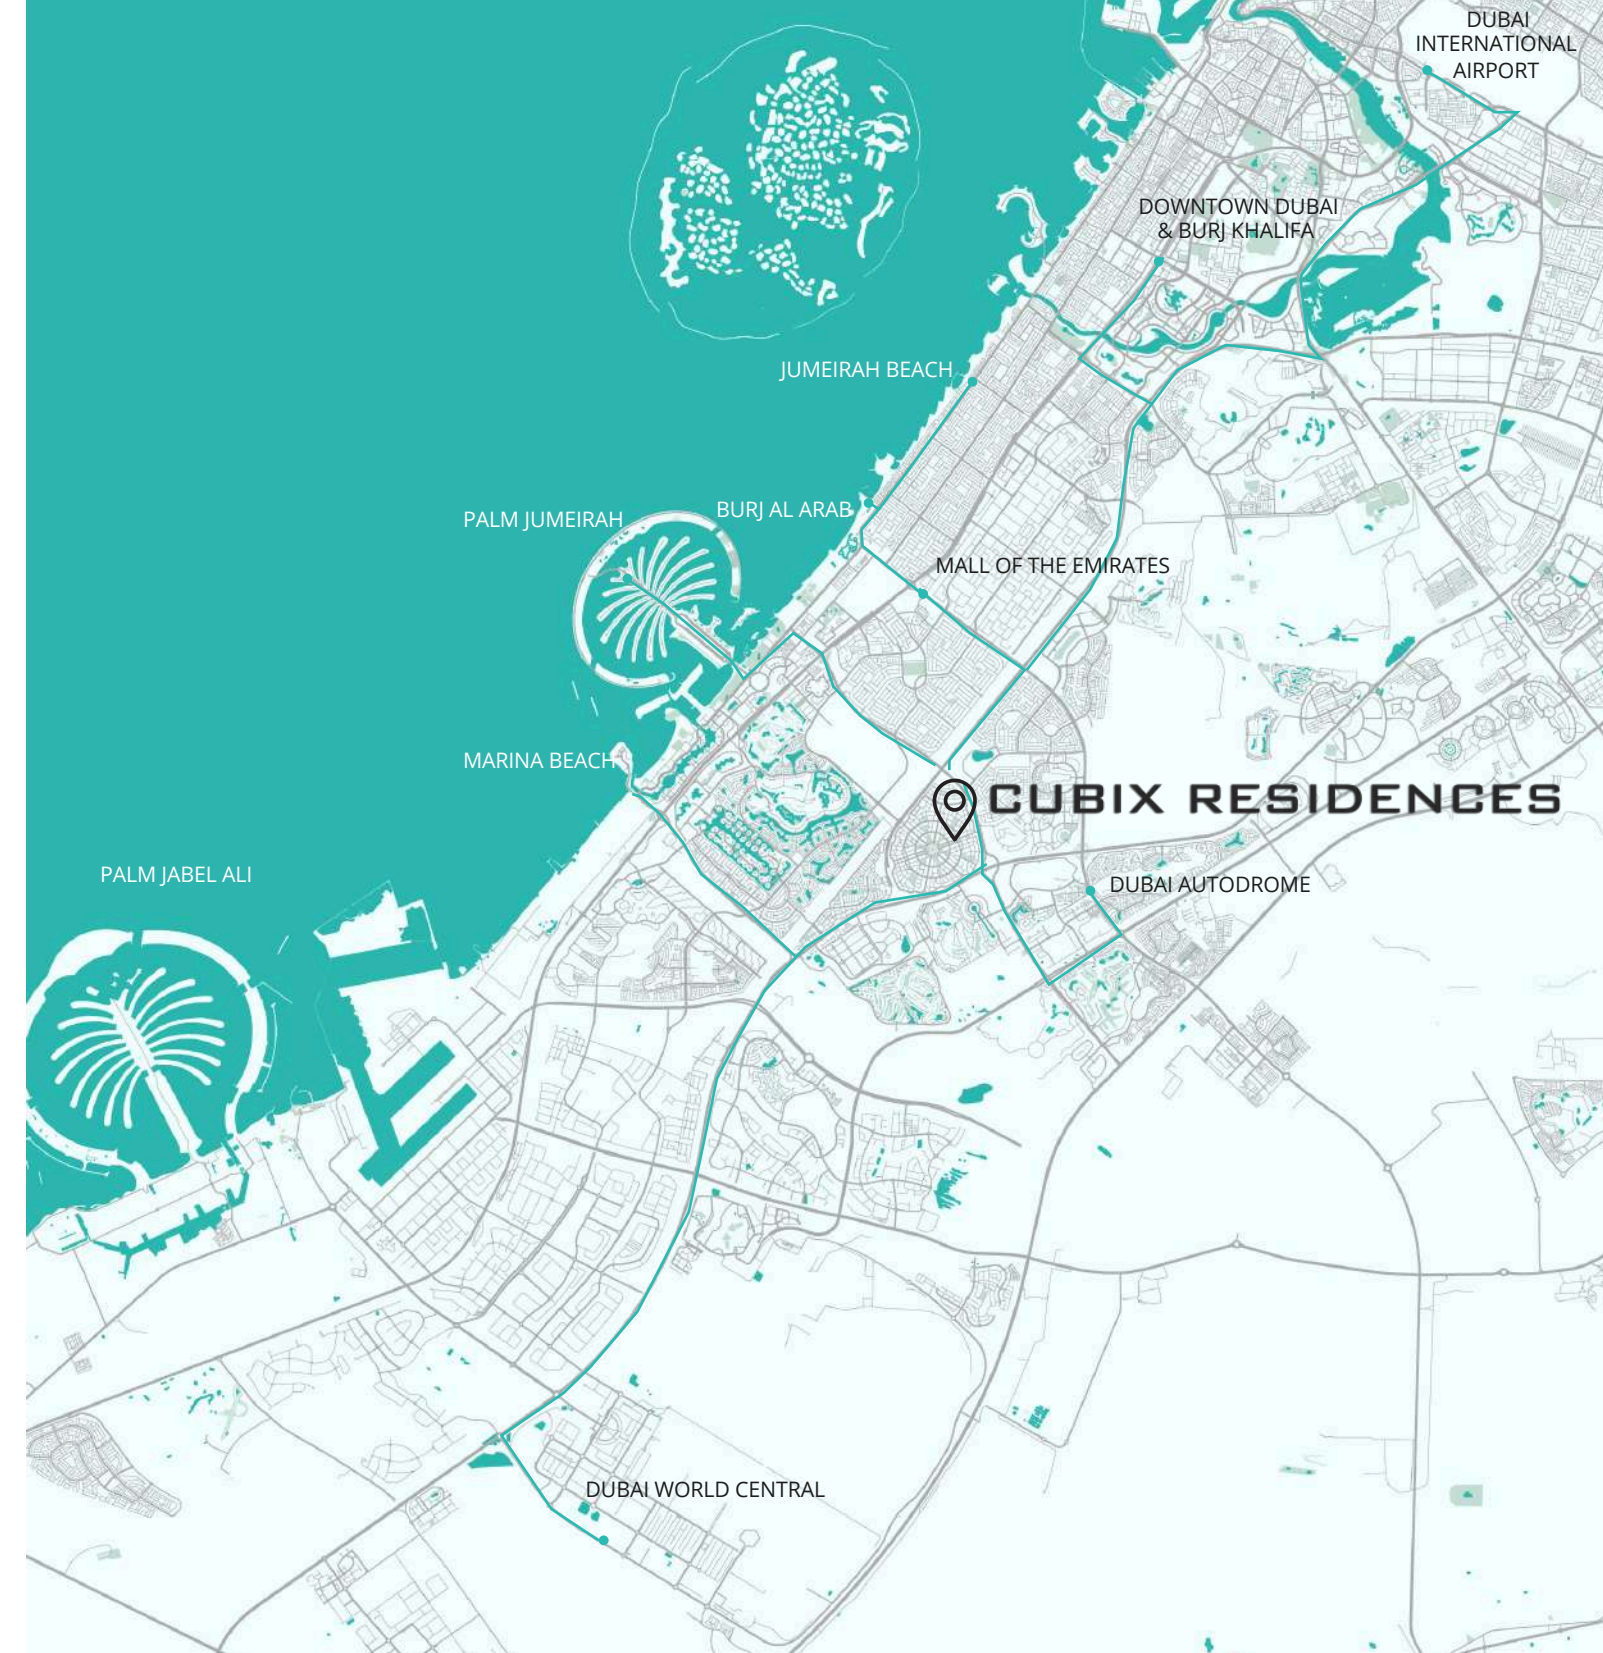 DUBAI
INTERNATIONAL
AIRPORT
DOWNTOWN DUBAI
& BURJ KHALIFA
JUMEIRAH BEACH
BURJ AL ARAB
PALM JUMEIRAH
MALL OF THE EMIRATES
MARINA BEACH
CUBIX RESIDENCES
PALM JABEL ALI
DUBAI AUTODROME
DUBAI WORLD CENTRAL